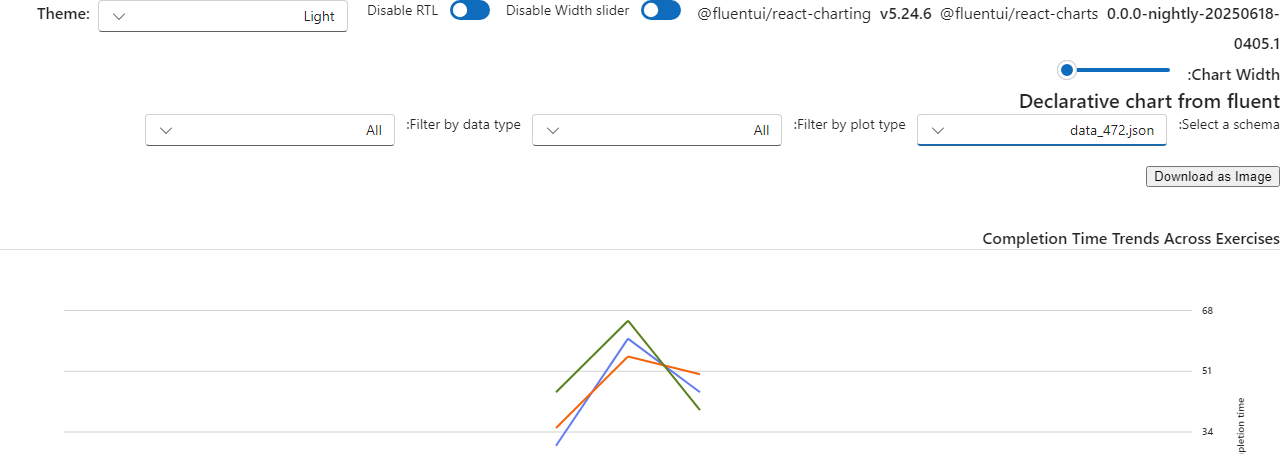 Theme: Light Disable RTL Disable Width slider @fluentui/react-charting v5.24.6 @fluentui/react-charts 0.0.0-nightly-20250618-
0405.1
:Chart Width
Declarative chart from fluent
:Select a schema data_472.json :Filter by plot type All :Filter by data type All
Download as Image
Completion Time Trends Across Exercises
68
51
34
pletion time